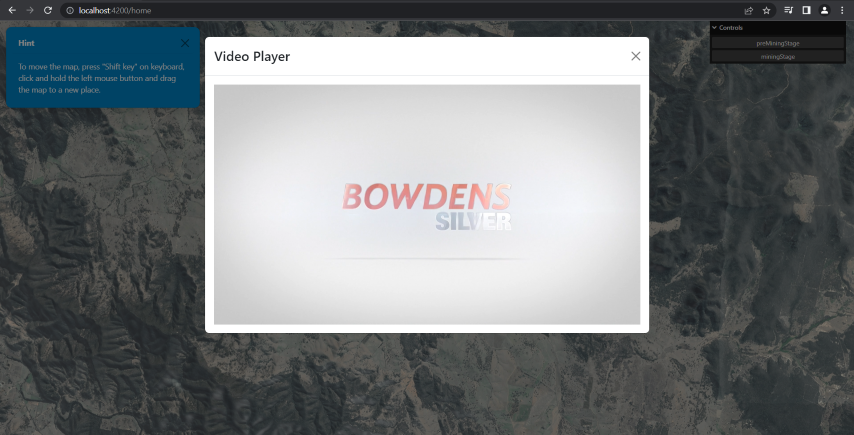 localhost:4200/home
Hint
To move the map, press "Shift key" on keyboard,
click and hold the left mouse button and drag
the map to a new place.
Video Player
BOWDENS
SILVER
Controls
preMiningStage
miningStage